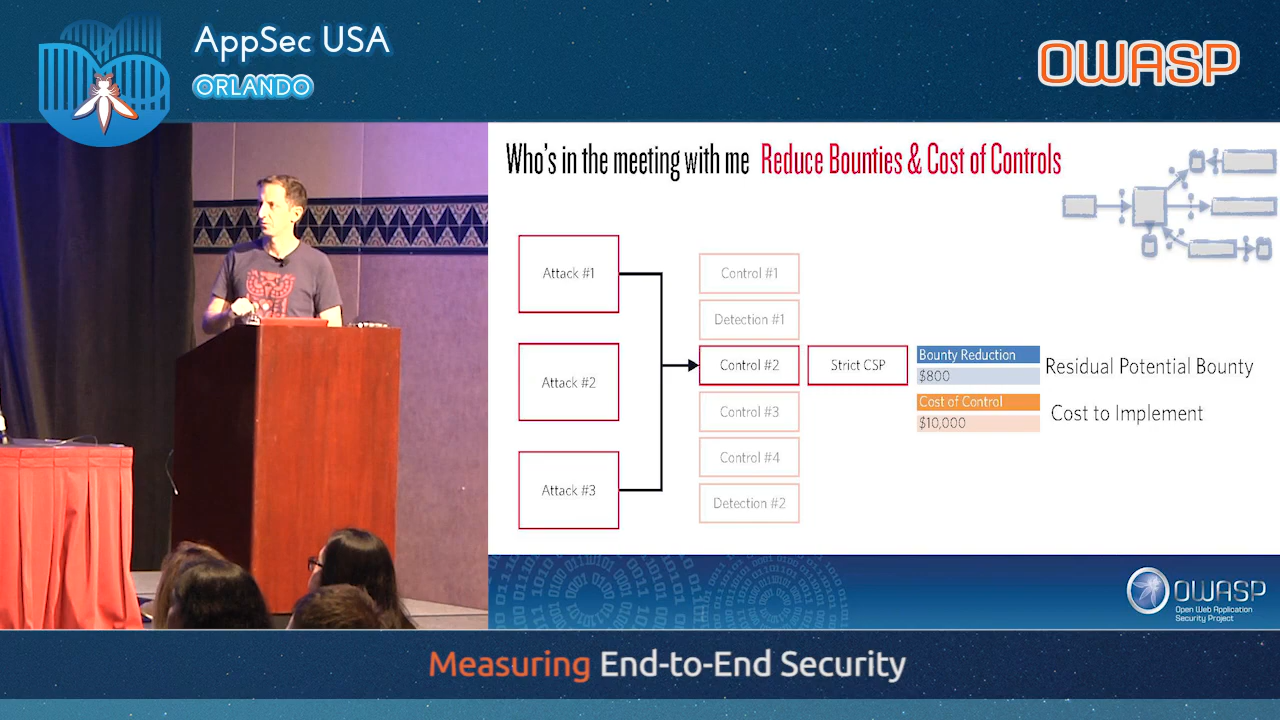 AppSec USA
ORLANDO
OWASP
Who's in the meeting with me Reduce Bounties & Cost of Controls
Attack #1
Attack #2
Attack #3
Control #1
Detection #1
Control #2
Strict CSP
Control #3
Control #4
Detection #2
Bounty Reduction
$800
Residual Potential Bounty
Cost of Control
$10,000
Cost to Implement
OWASP
Open Web Application
Security Project
Measuring End-to-End Security